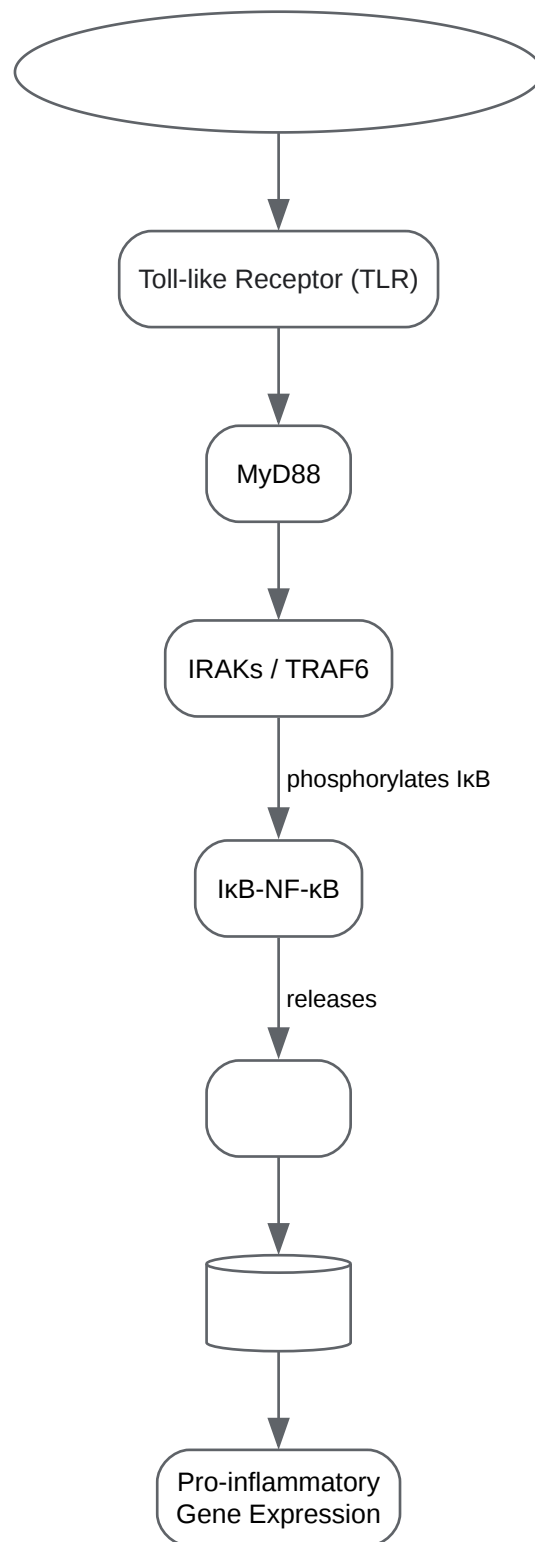 Toll-like Receptor (TLR)
MyD88
IRAKs / TRAF6
phosphorylates IκB
IκB-NF-κB
releases
Pro-inflammatory
Gene Expression